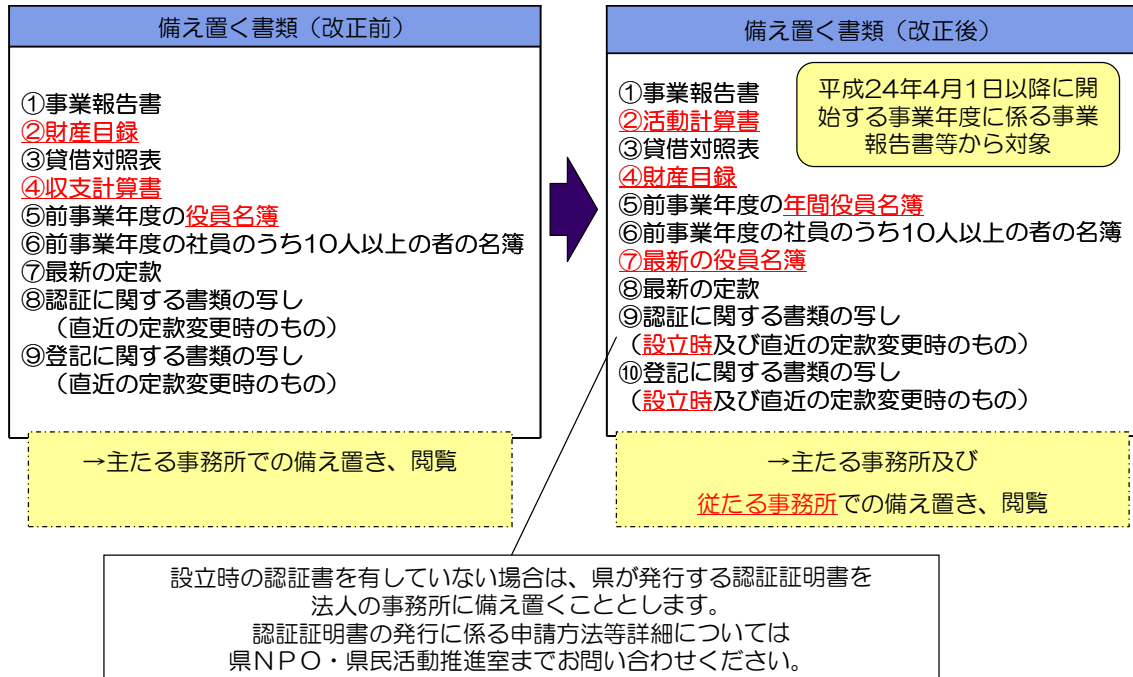 備え置く書類（改正前）
①事業報告書
②財産目録
③貸借対照表
④収支計算書
⑤前事業年度の役員名簿
⑥前事業年度の社員のうち10人以上の者の名簿
⑦最新の定款
⑧認証に関する書類の写し
（直近の定款変更時のもの）
⑨登記に関する書類の写し
（直近の定款変更時のもの）
→主たる事務所での備え置き、閲覧
備え置く書類（改正後）
平成24年4月1日以降に開
始する事業年度に係る事業
報告書等から対象
①事業報告書
②活動計算書
③貸借対照表
④財産目録
⑤前事業年度の年間役員名簿
⑥前事業年度の社員のうち10人以上の者の名簿
⑦最新の役員名簿
⑧最新の定款
⑨認証に関する書類の写し
（設立時及び直近の定款変更時のもの）
⑩登記に関する書類の写し
（設立時及び直近の定款変更時のもの）
→主たる事務所及び
従たる事務所での備え置き、閲覧
設立時の認証書を有していない場合は、県が発行する認証証明書を
法人の事務所に備え置くこととします。
認証証明書の発行に係る申請方法等詳細については
県ＮＰＯ・県民活動推進室までお問い合わせください。